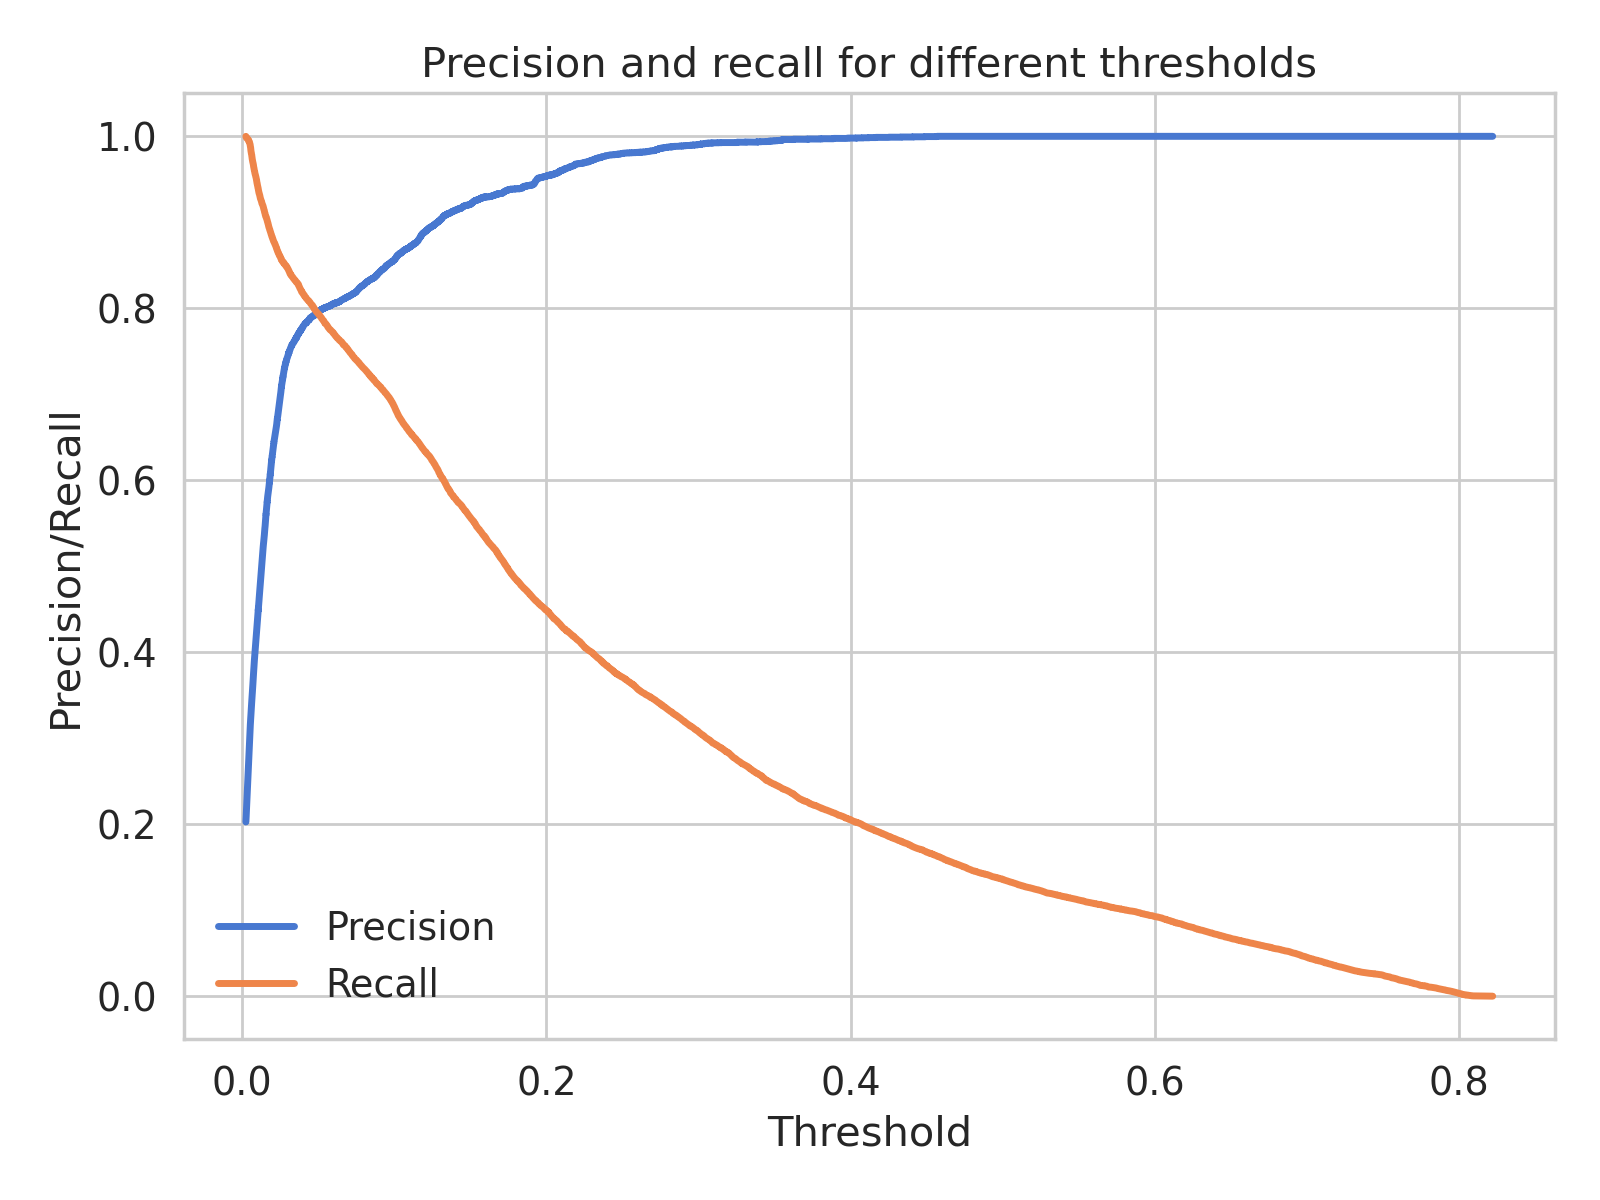 Precision and recall for different thresholds
Precision/Recall
1.0
0.8
0.6
0.4
0.2
0.0
Precision
Recall
0.0 0.2 0.4 0.6 0.8
Threshold